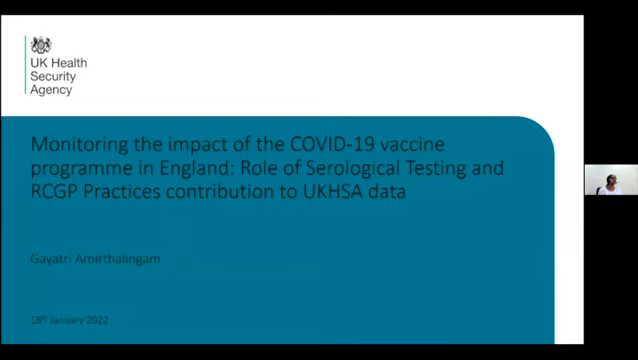 UK Health
Security
Agency
Monitoring the impact of the COVID-19 vaccine
programme in England: Role of Serological Testing and
RCGP Practices contribution to UKHSA data
Gayatri Amirthalingam
18th January 2022